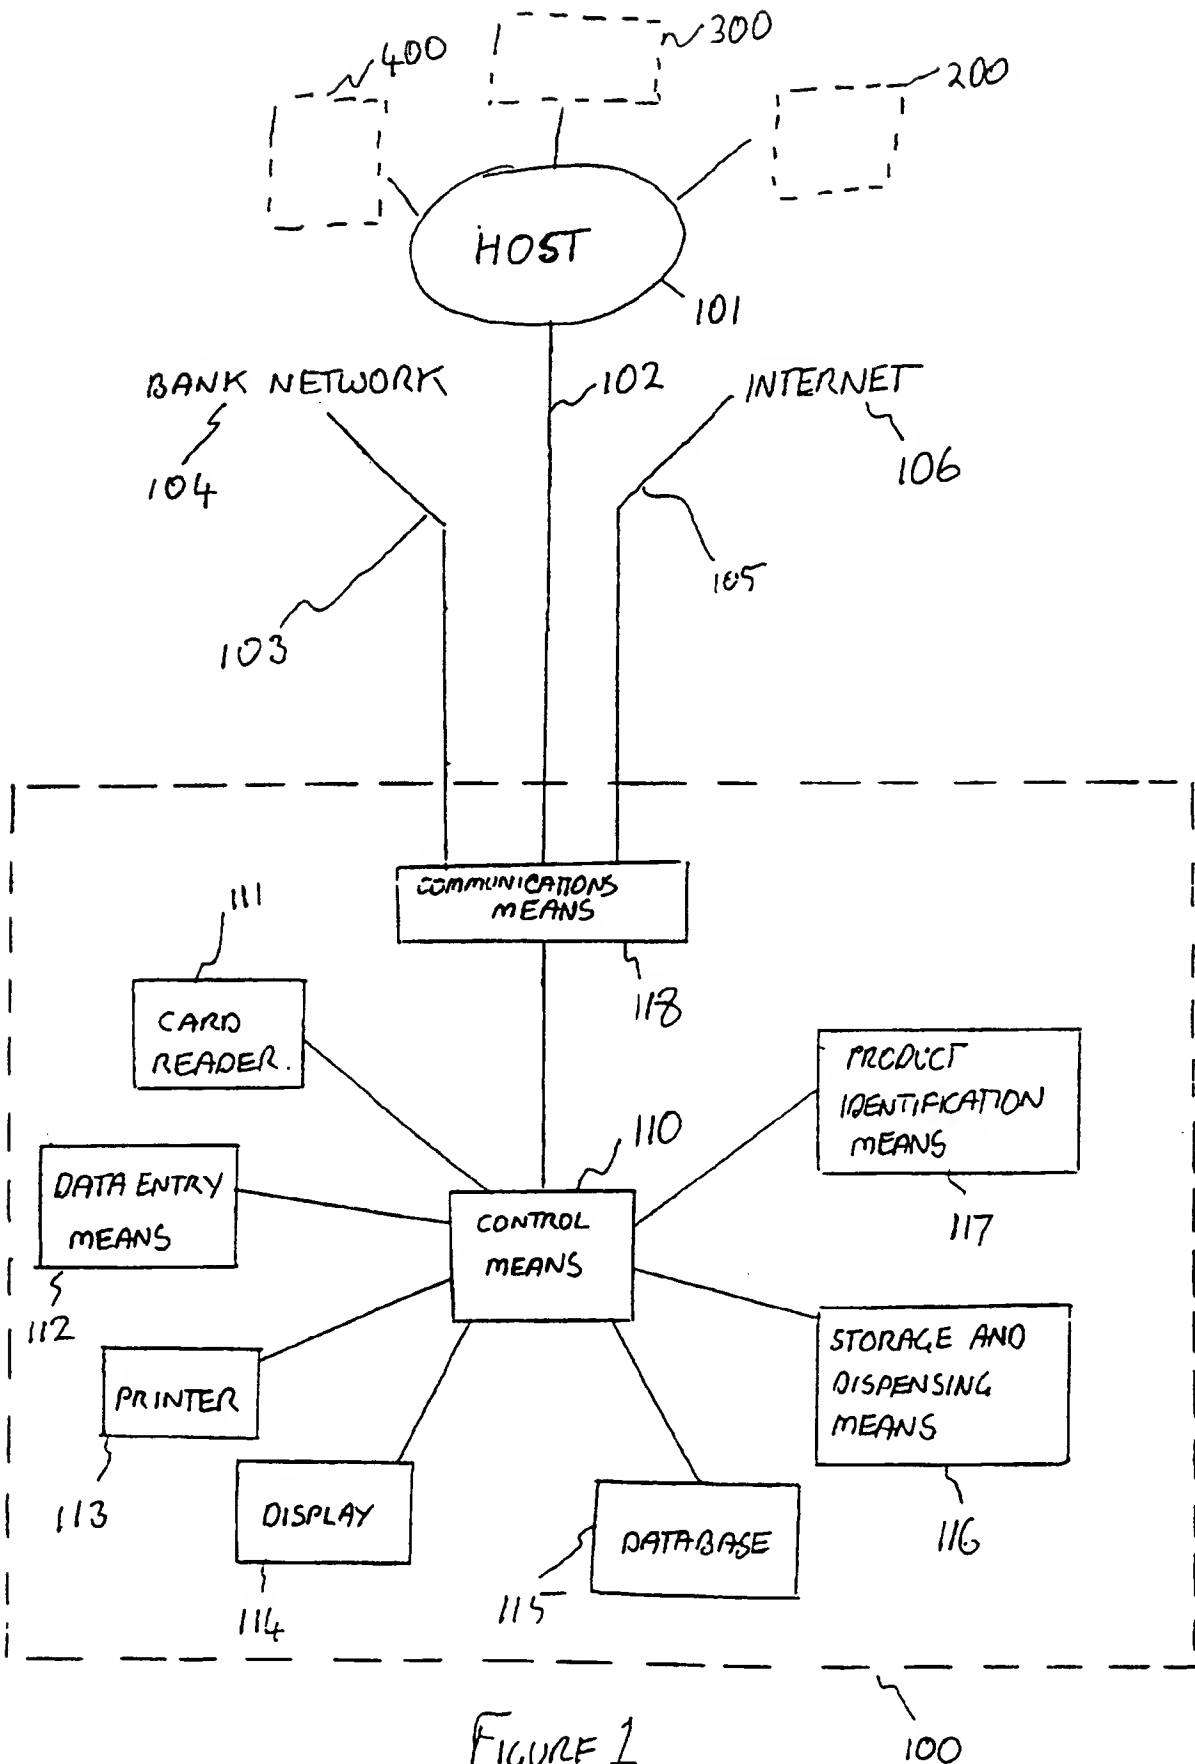 300
400
200
HOST
101
BANK NETWORK
102
INTERNET
104
106
105
103
COMMUNICATIONS
MEANS
111
118
CARD
READER.
PRODUCT
IDENTIFICATION
MEANS
110
DATA ENTRY
MEANS
CONTROL
MEANS
117
112
STORAGE AND
DISPENSING
MEANS
PRINTER
113
DISPLAY
DATABASE
116
114
115
FIGURE 1
100